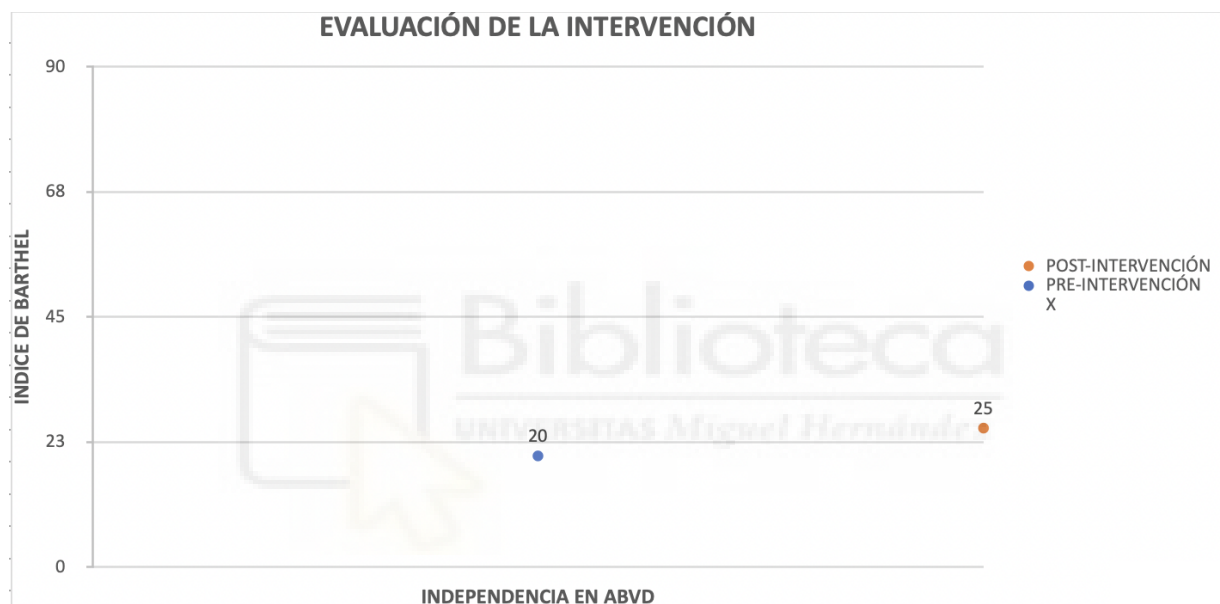 EVALUACIÓN DE LA INTERVENCIÓN
90
68
45
23
0
INDICE DE BARTHEL
20
25
INDEPENDENCIA EN ABVD
POST-INTERVENCIÓN
PRE-INTERVENCIÓN
X
Biblioteca
UNIVERSITAS Miguel Hernández